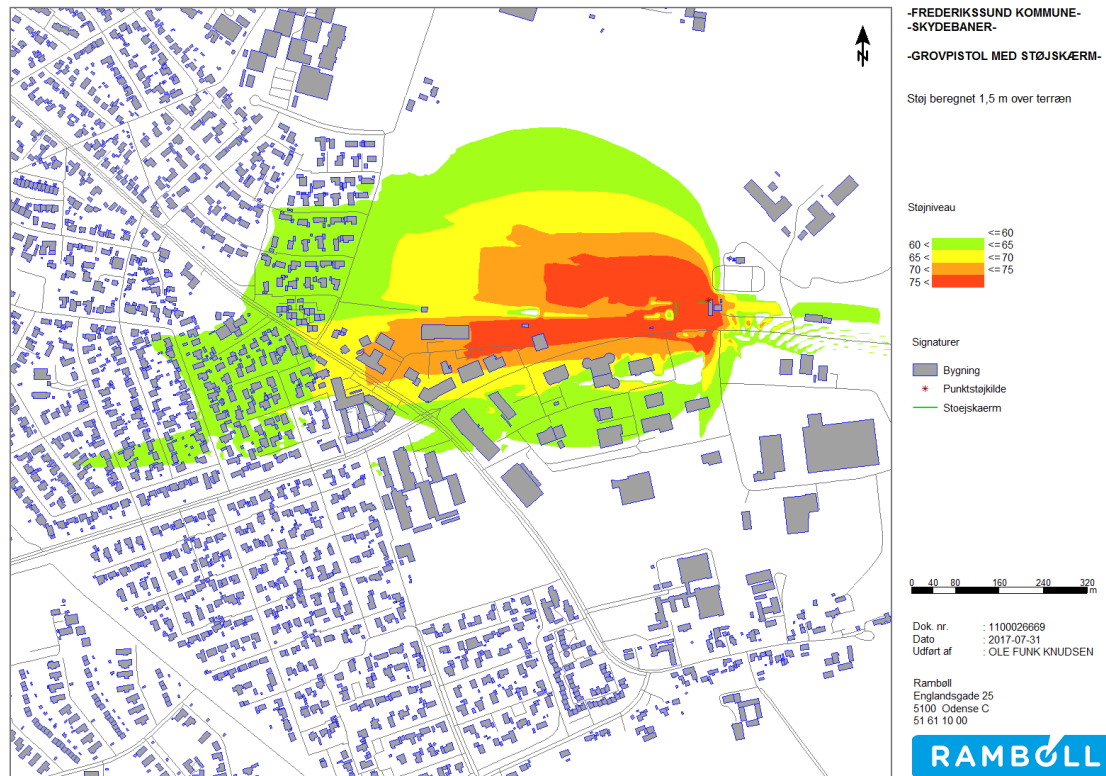 -FREDERIKSSUND KOMMUNE-
-SKYDEBANER-
-GROVPISTOL MED STØJSKÆRM-
Støj beregnet 1,5 m over terræn
N
Støjniveau
<= 60
60 < <= 65
65 < <= 70
70 < <= 75
75 <
Signaturer
Bygning
Punktstøjkilde
Stoejskaerm
0 40 80 160 240 320
m
Dok. nr. : 1100026669
Dato : 2017-07-31
Udført af : OLE FUNK KNUDSEN
Rambøll
Englandsgade 25
5100 Odense C
51 61 10 00
RAMBOLL